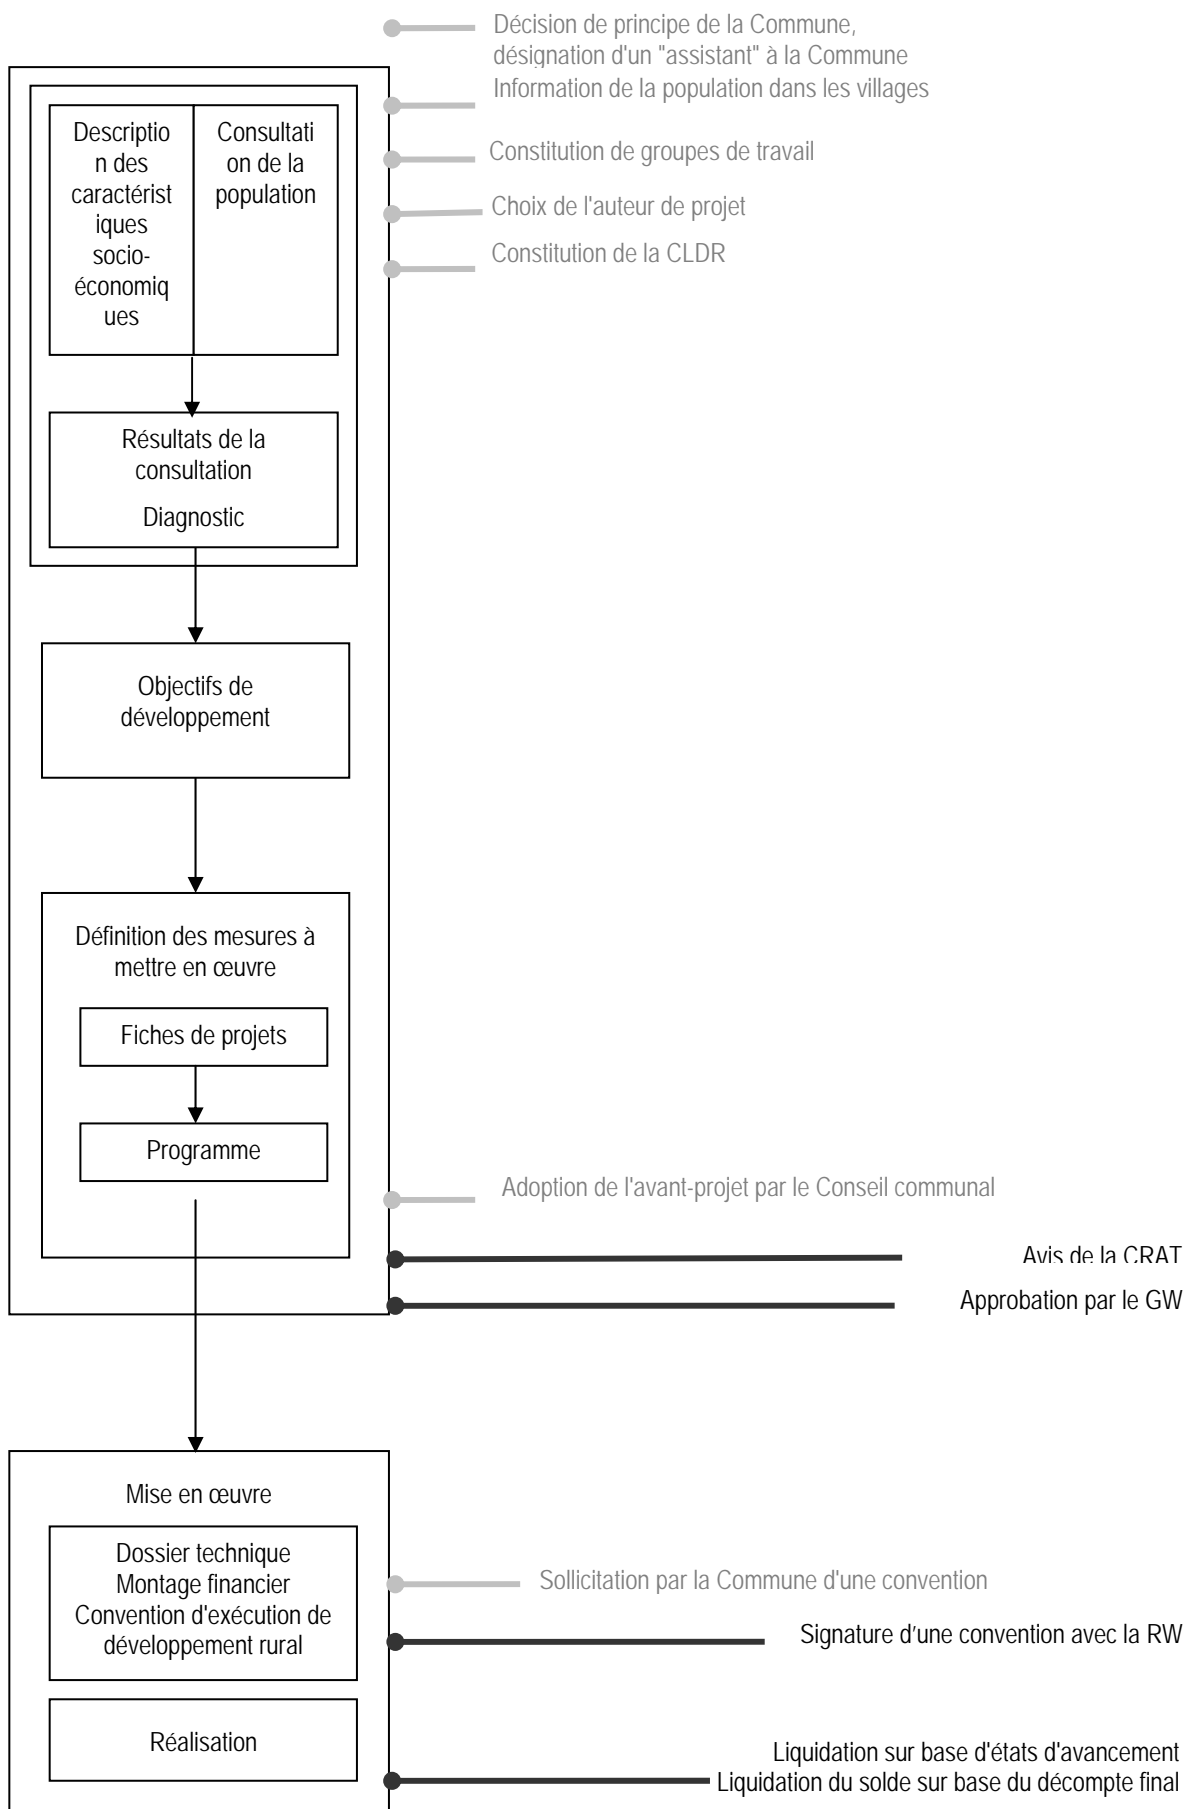 Décision de principe de la Commune,
désignation d'un "assistant" à la Commune
Information de la population dans les villages
Constitution de groupes de travail
Choix de l'auteur de projet
Constitution de la CLDR
Descriptio
n des
caractérist
iques
socio-
économiq
ues
Consultati
on de la
population
Résultats de la
consultation
Diagnostic
Objectifs de
développement
Définition des mesures à
mettre en œuvre
Fiches de projets
Programme
Adoption de l'avant-projet par le Conseil communal
Avis de la CRAT
Approbation par le GW
Mise en œuvre
Dossier technique
Montage financier
Convention d'exécution de
développement rural
Sollicitation par la Commune d'une convention
Signature d’une convention avec la RW
Réalisation
Liquidation sur base d'états d'avancement
Liquidation du solde sur base du décompte final